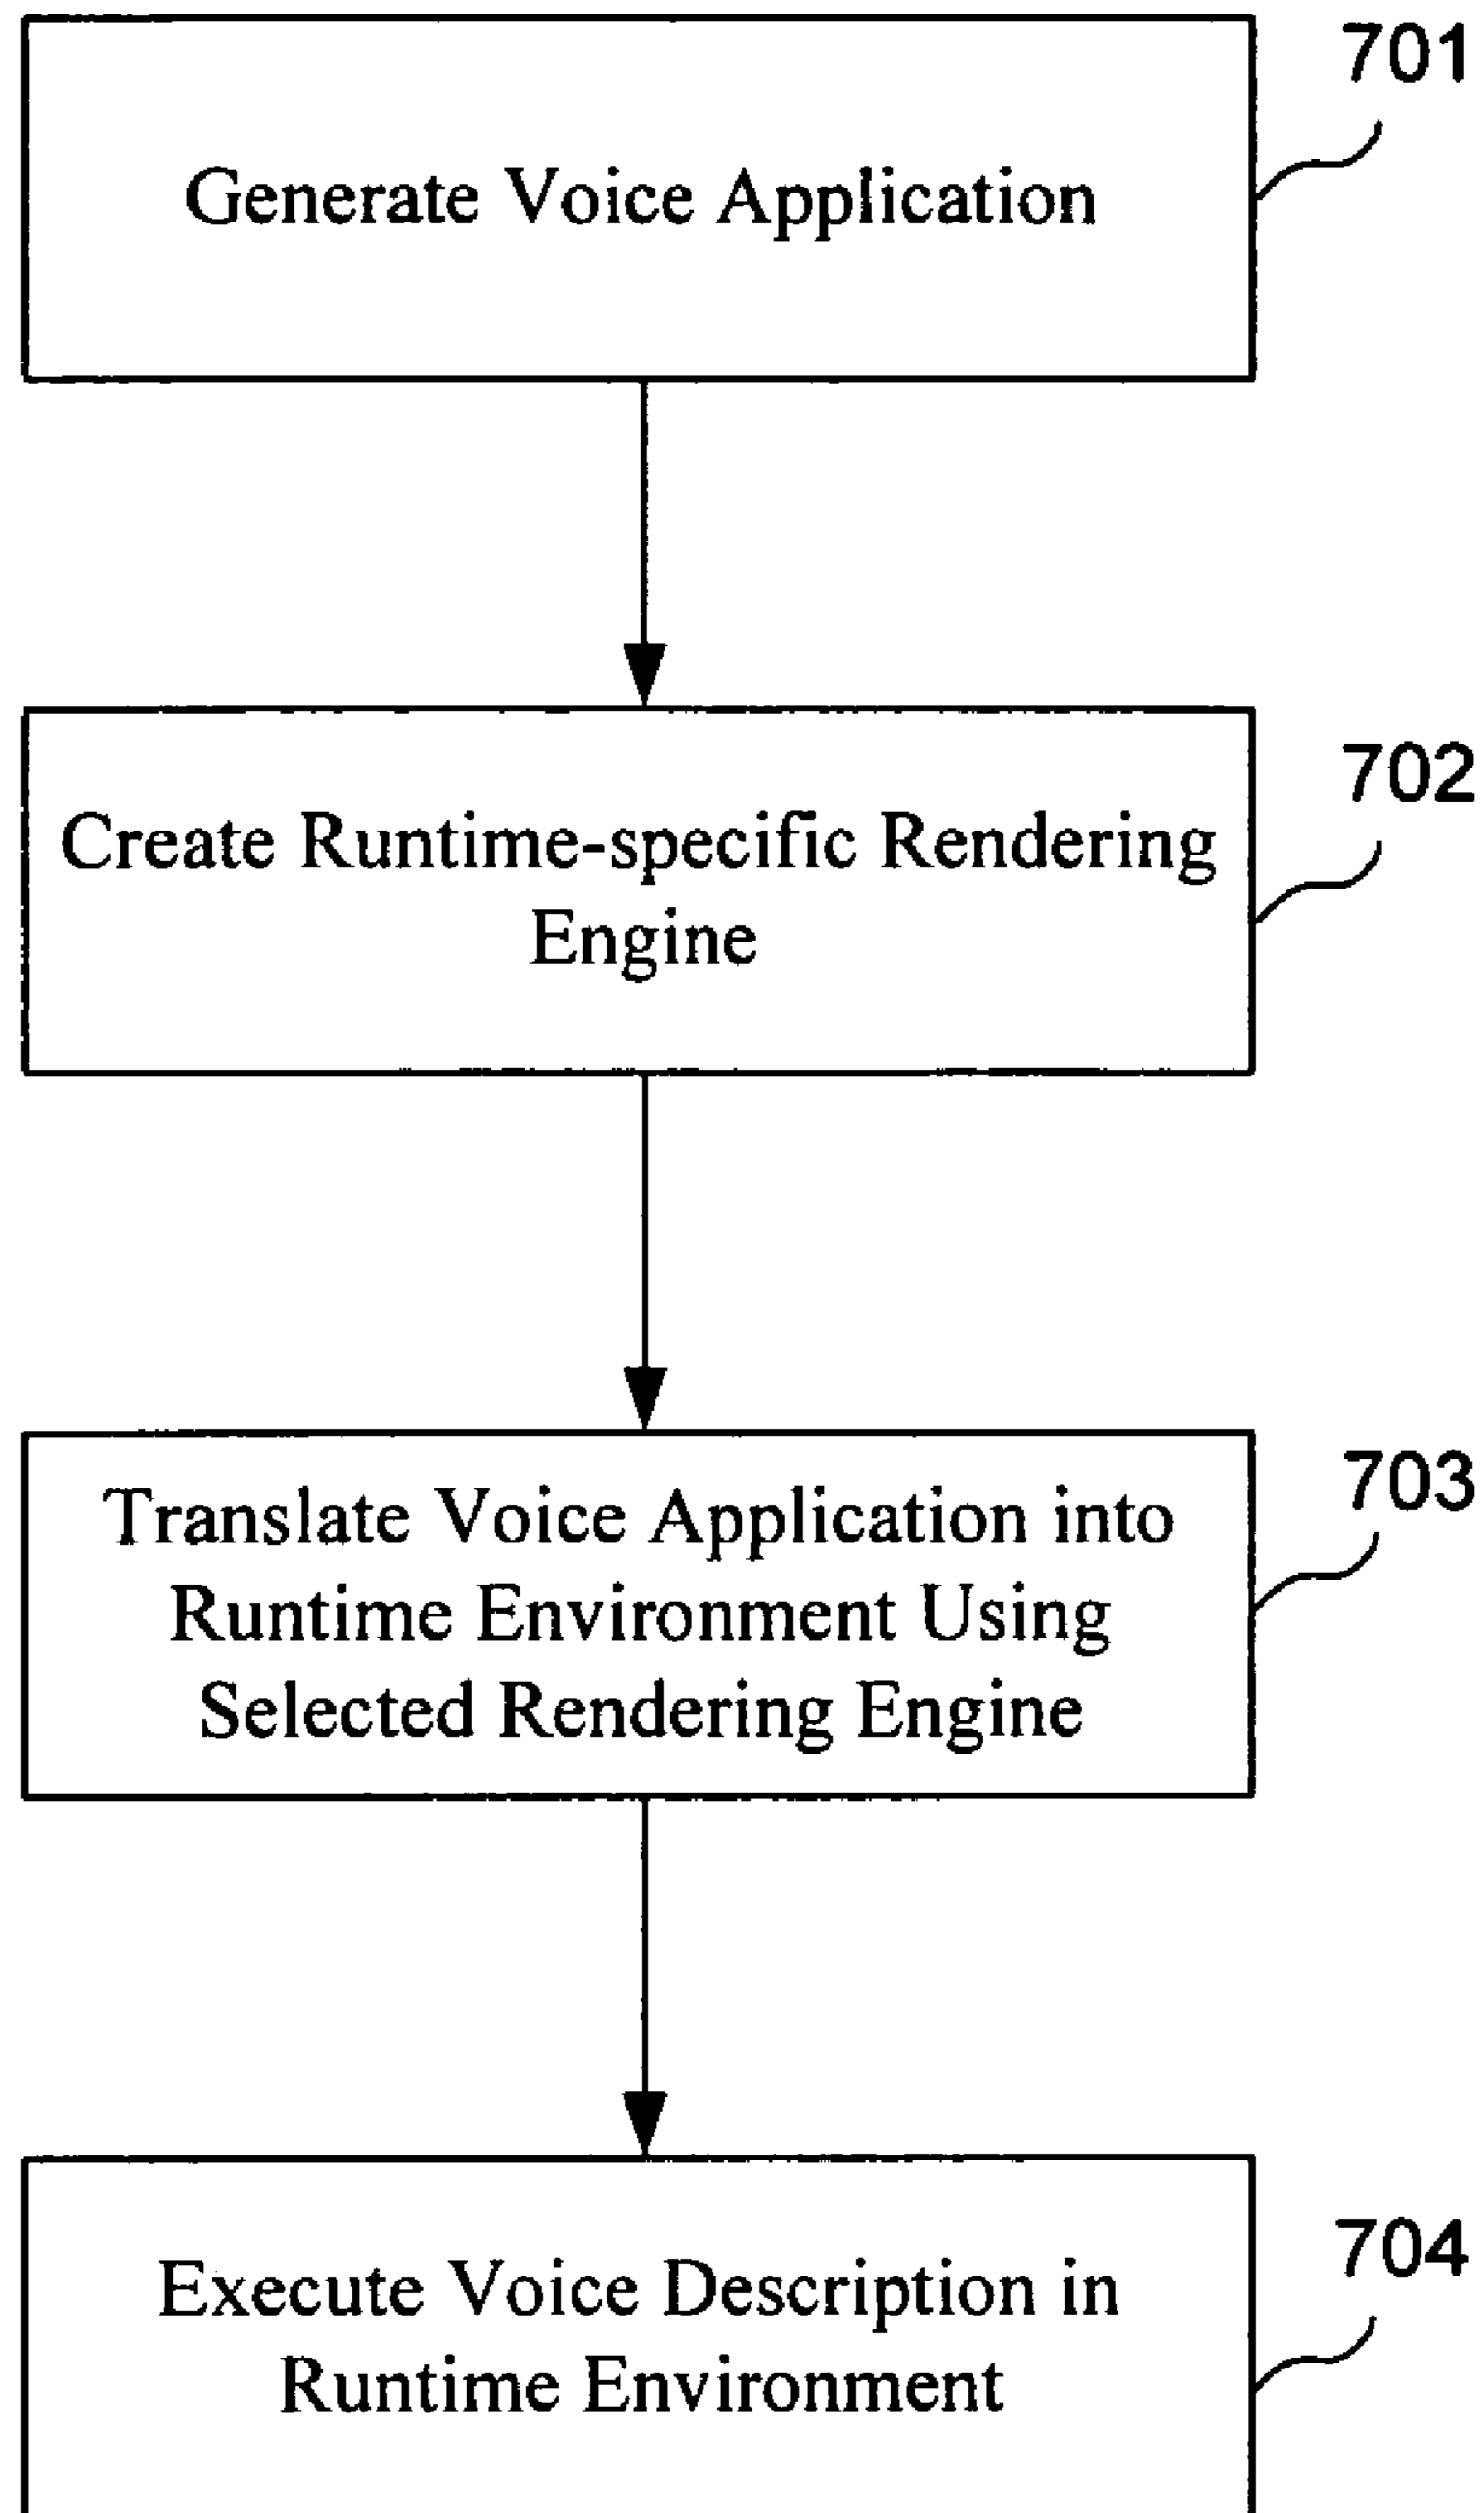 701
Generate Voice Application
702
Create Runtime-specific Rendering
Engine
703
Translate Voice Application into
Runtime Environment Using
Selected Rendering Engine
704
Execute Voice Description in
Runtime Environment